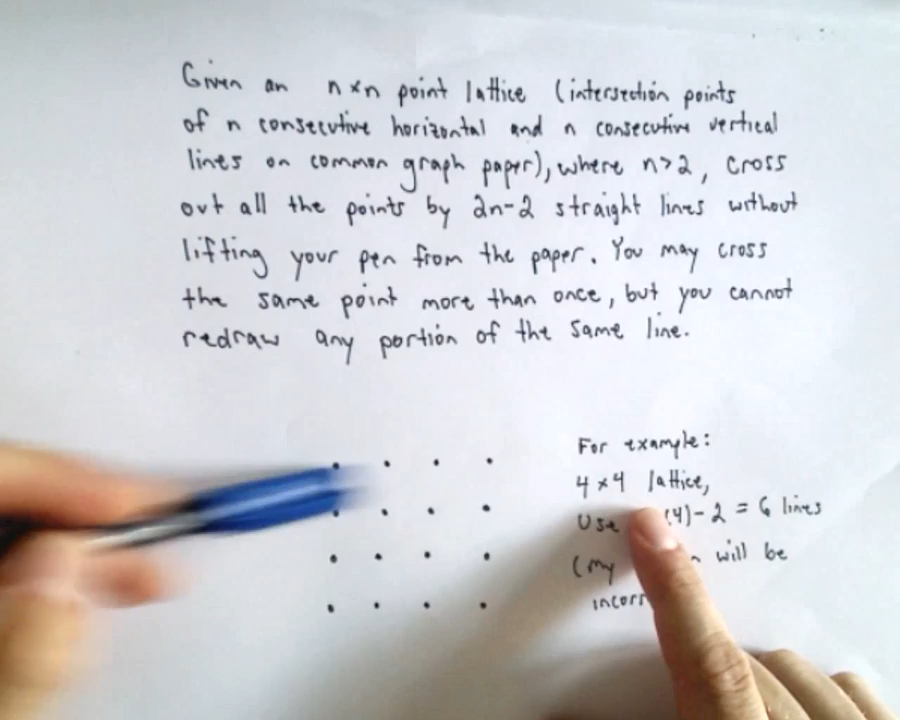 Given an n×n point lattice (intersection points
of n consecutive horizontal and n consecutive vertical
lines on common graph paper), where n>2, cross
out all the points by 2n-2 straight lines without
lifting your pen from the paper. You may cross
the same point more than once, but you cannot
redraw any portion of the same line.
For example:
4×4 lattice,
Use (4)-2 = 6 lines
(my will be